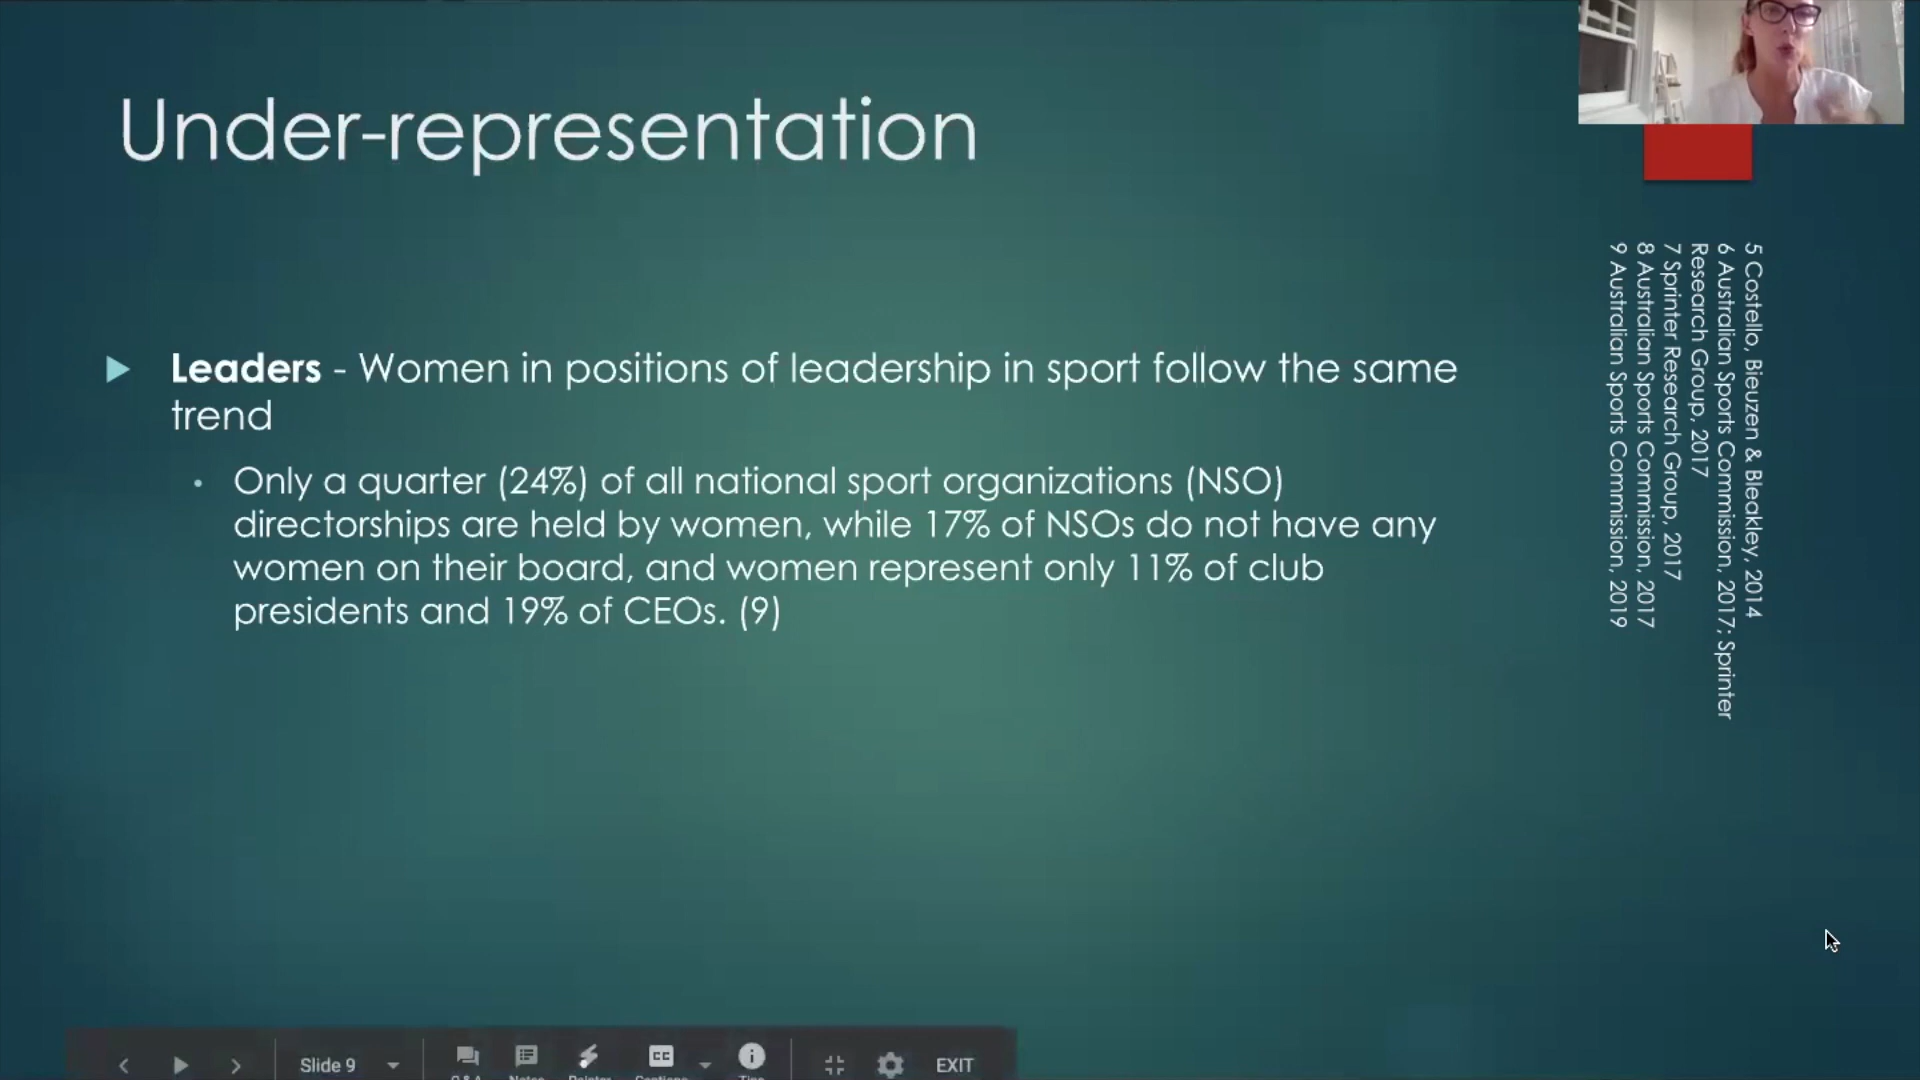 Under-representation
Leaders - Women in positions of leadership in sport follow the same
trend
Only a quarter (24%) of all national sport organizations (NSO)
directorships are held by women, while 17% of NSOs do not have any
women on their board, and women represent only 11% of club
presidents and 19% of CEOs. (9)
5 Costello, Bieuzen & Bleakley, 2014
6 Australian Sports Commission, 2017; Sprinter
Research Group, 2017
7 Sprinter Research Group, 2017
8 Australian Sports Commission, 2017
9 Australian Sports Commission, 2019
Slide 9
CC
EXIT